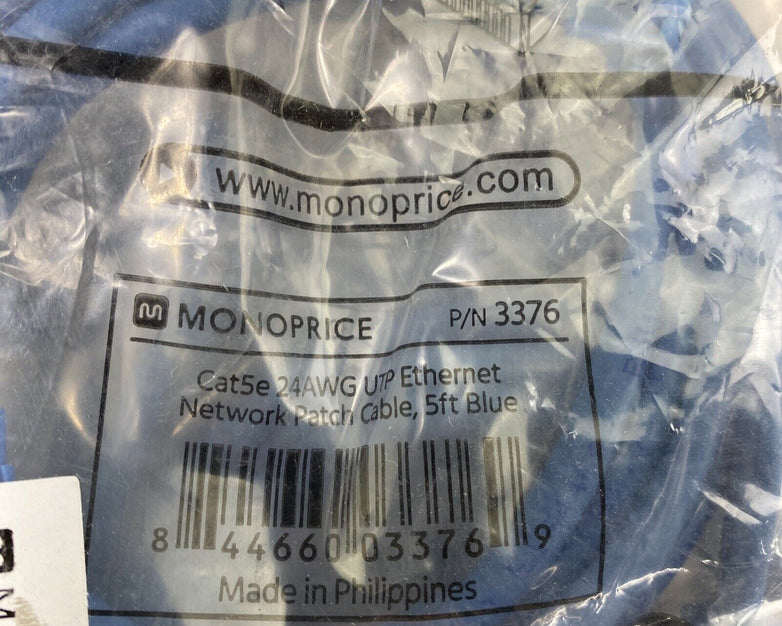 www.monoprice.com
MONOPRICE P/N 3376
Cat5e 24AWG UTP Ethernet
Network Patch Cable, 5ft Blue
8 44660 03376 9
Made in Philippines
M